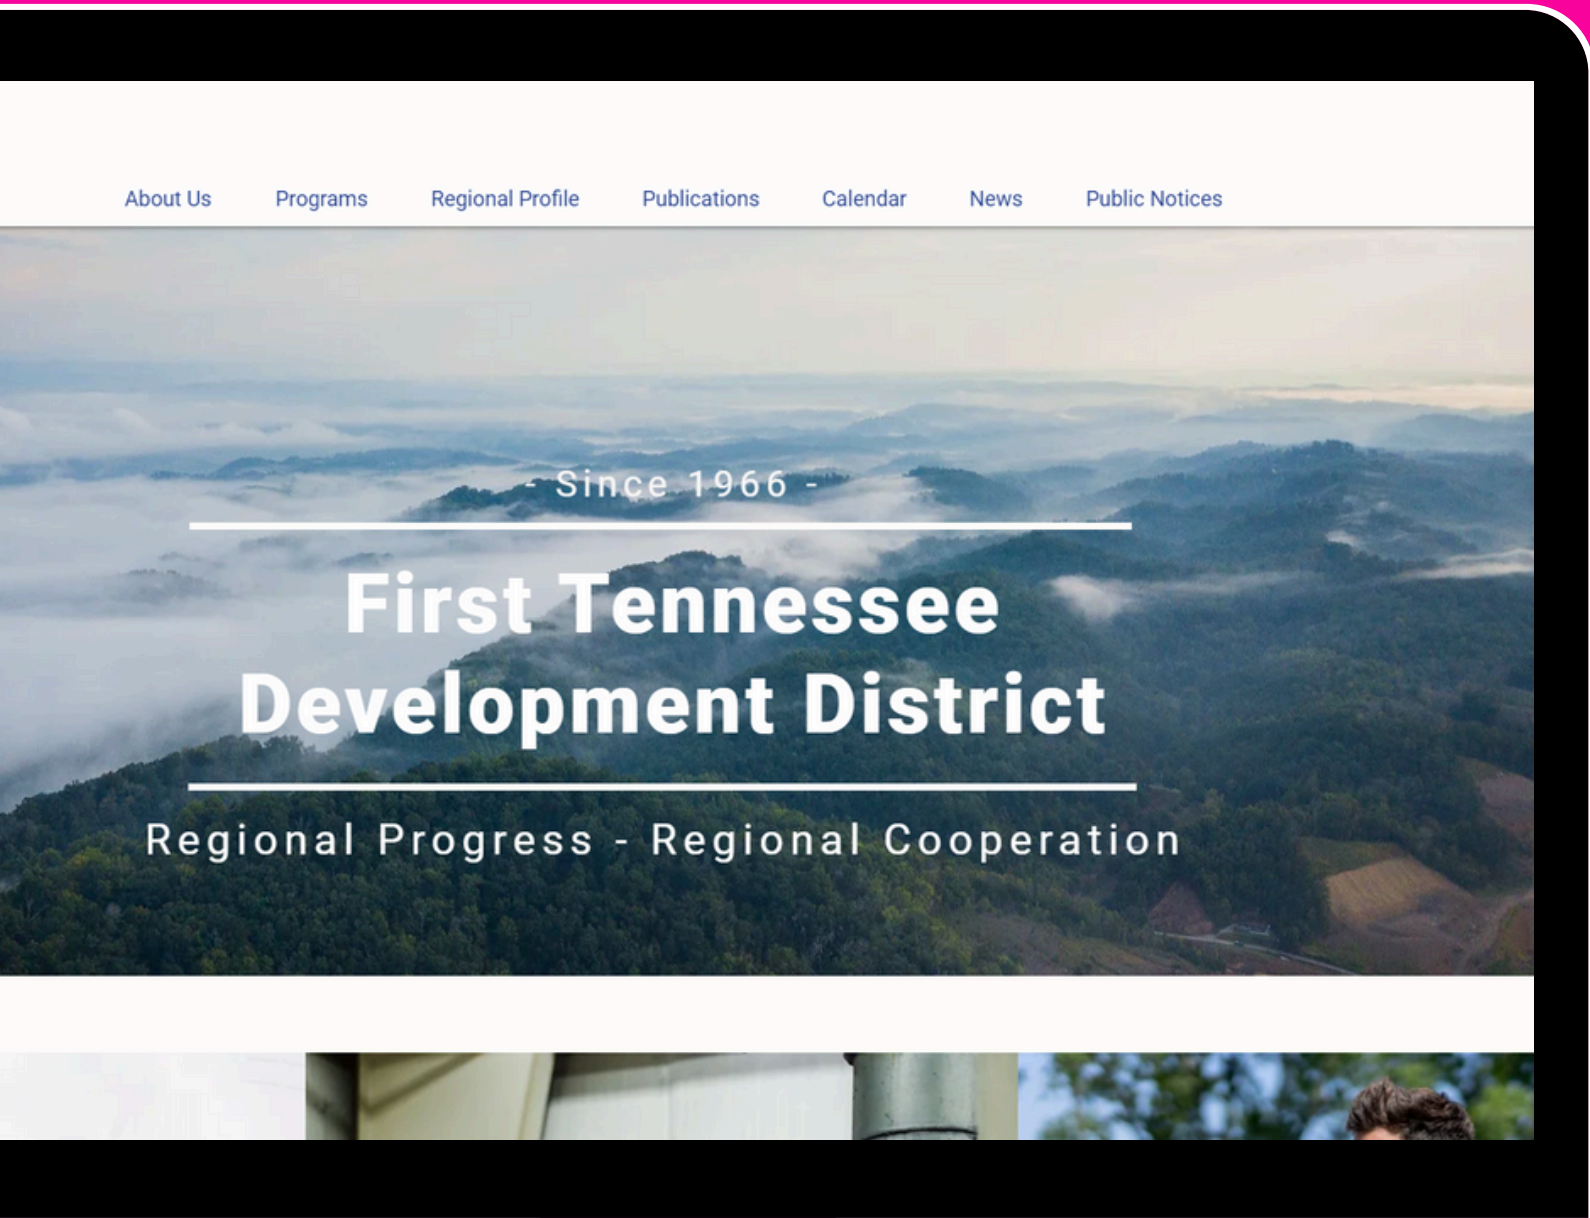 About Us Programs Regional Profile Publications Calendar News Public Notices
- Since 1966 -
First Tennessee
Development District
Regional Progress - Regional Cooperation